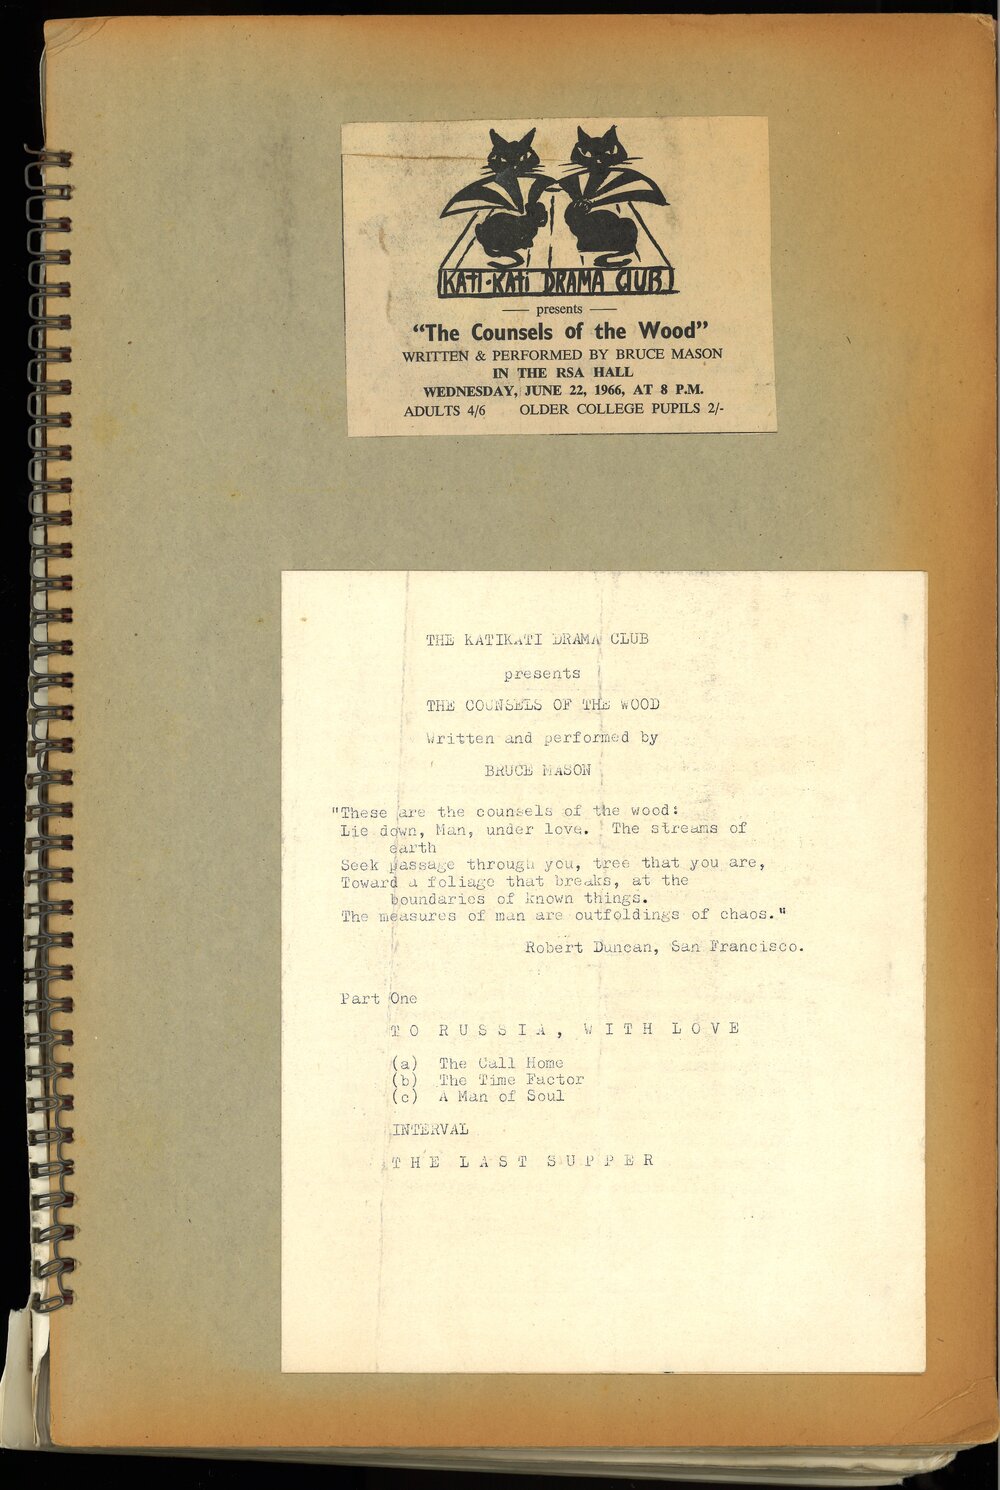 KATI-KATI DRAMA CLUB
presents
"The Counsels of the Wood"
WRITTEN & PERFORMED BY BRUCE MASON
IN THE RSA HALL
WEDNESDAY, JUNE 22, 1966, AT 8 P.M.
ADULTS 4/6 OLDER COLLEGE PUPILS 2/-
THE KATIKATI DRAMA CLUB
presents
THE COUNSELS OF THE WOOD
Written and performed by
BRUCE MASON
"These are the counsels of the wood:
Lie down, Man, under love. The streams of
earth
Seek passage through you, tree that you are,
Toward a foliage that breaks, at the
boundaries of known things.
The measures of man are outfoldings of chaos."
Robert Duncan, San Francisco.
Part One
T O R U S S I A , W I T H L O V E
(a) The Call Home
(b) The Time Factor
(c) A Man of Soul
INTERVAL
T H E L A S T S U P P E R